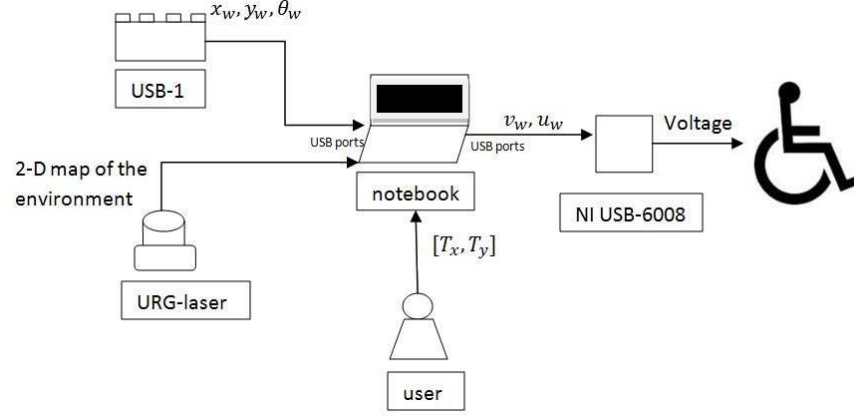 x_w, y_w, θ_w
USB-1
USB ports
v_w, u_w
USB ports
Voltage
2-D map of the
environment
notebook
NI USB-6008
[T_x, T_y]
URG-laser
user